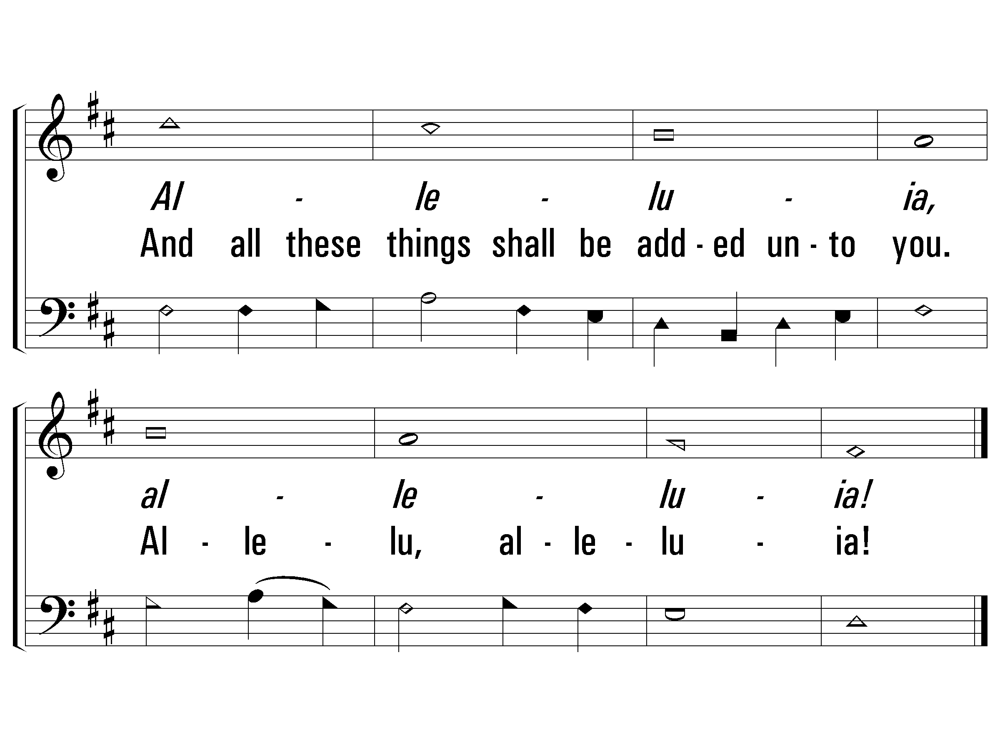 Al - le - lu - ia,
And all these things shall be add - ed un - to you.
al - le - lu - ia!
Al - le - lu, al - le - lu - ia!